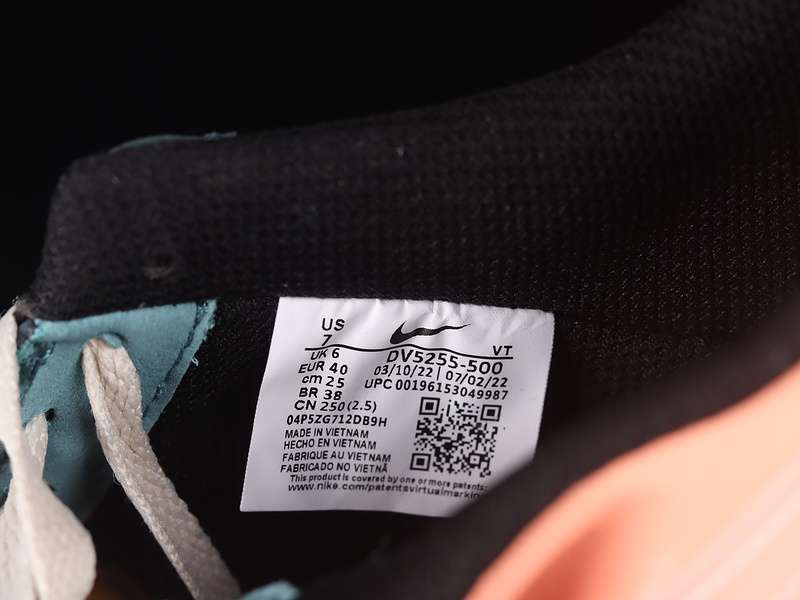 US
7
UK 6
EUR 40
cm 25
BR 38
CN 250 (2.5)
VT
DV5255-500
03/10/22 | 07/02/22
UPC 00196153049987
04P5ZG712DB9H
MADE IN VIETNAM
HECHO EN VIETNAM
FABRIQUE AU VIETNAM
FABRICADO NO VIETNÃ
This product is covered by one or more patents:
www.nike.com/patentsvirtualmarkin